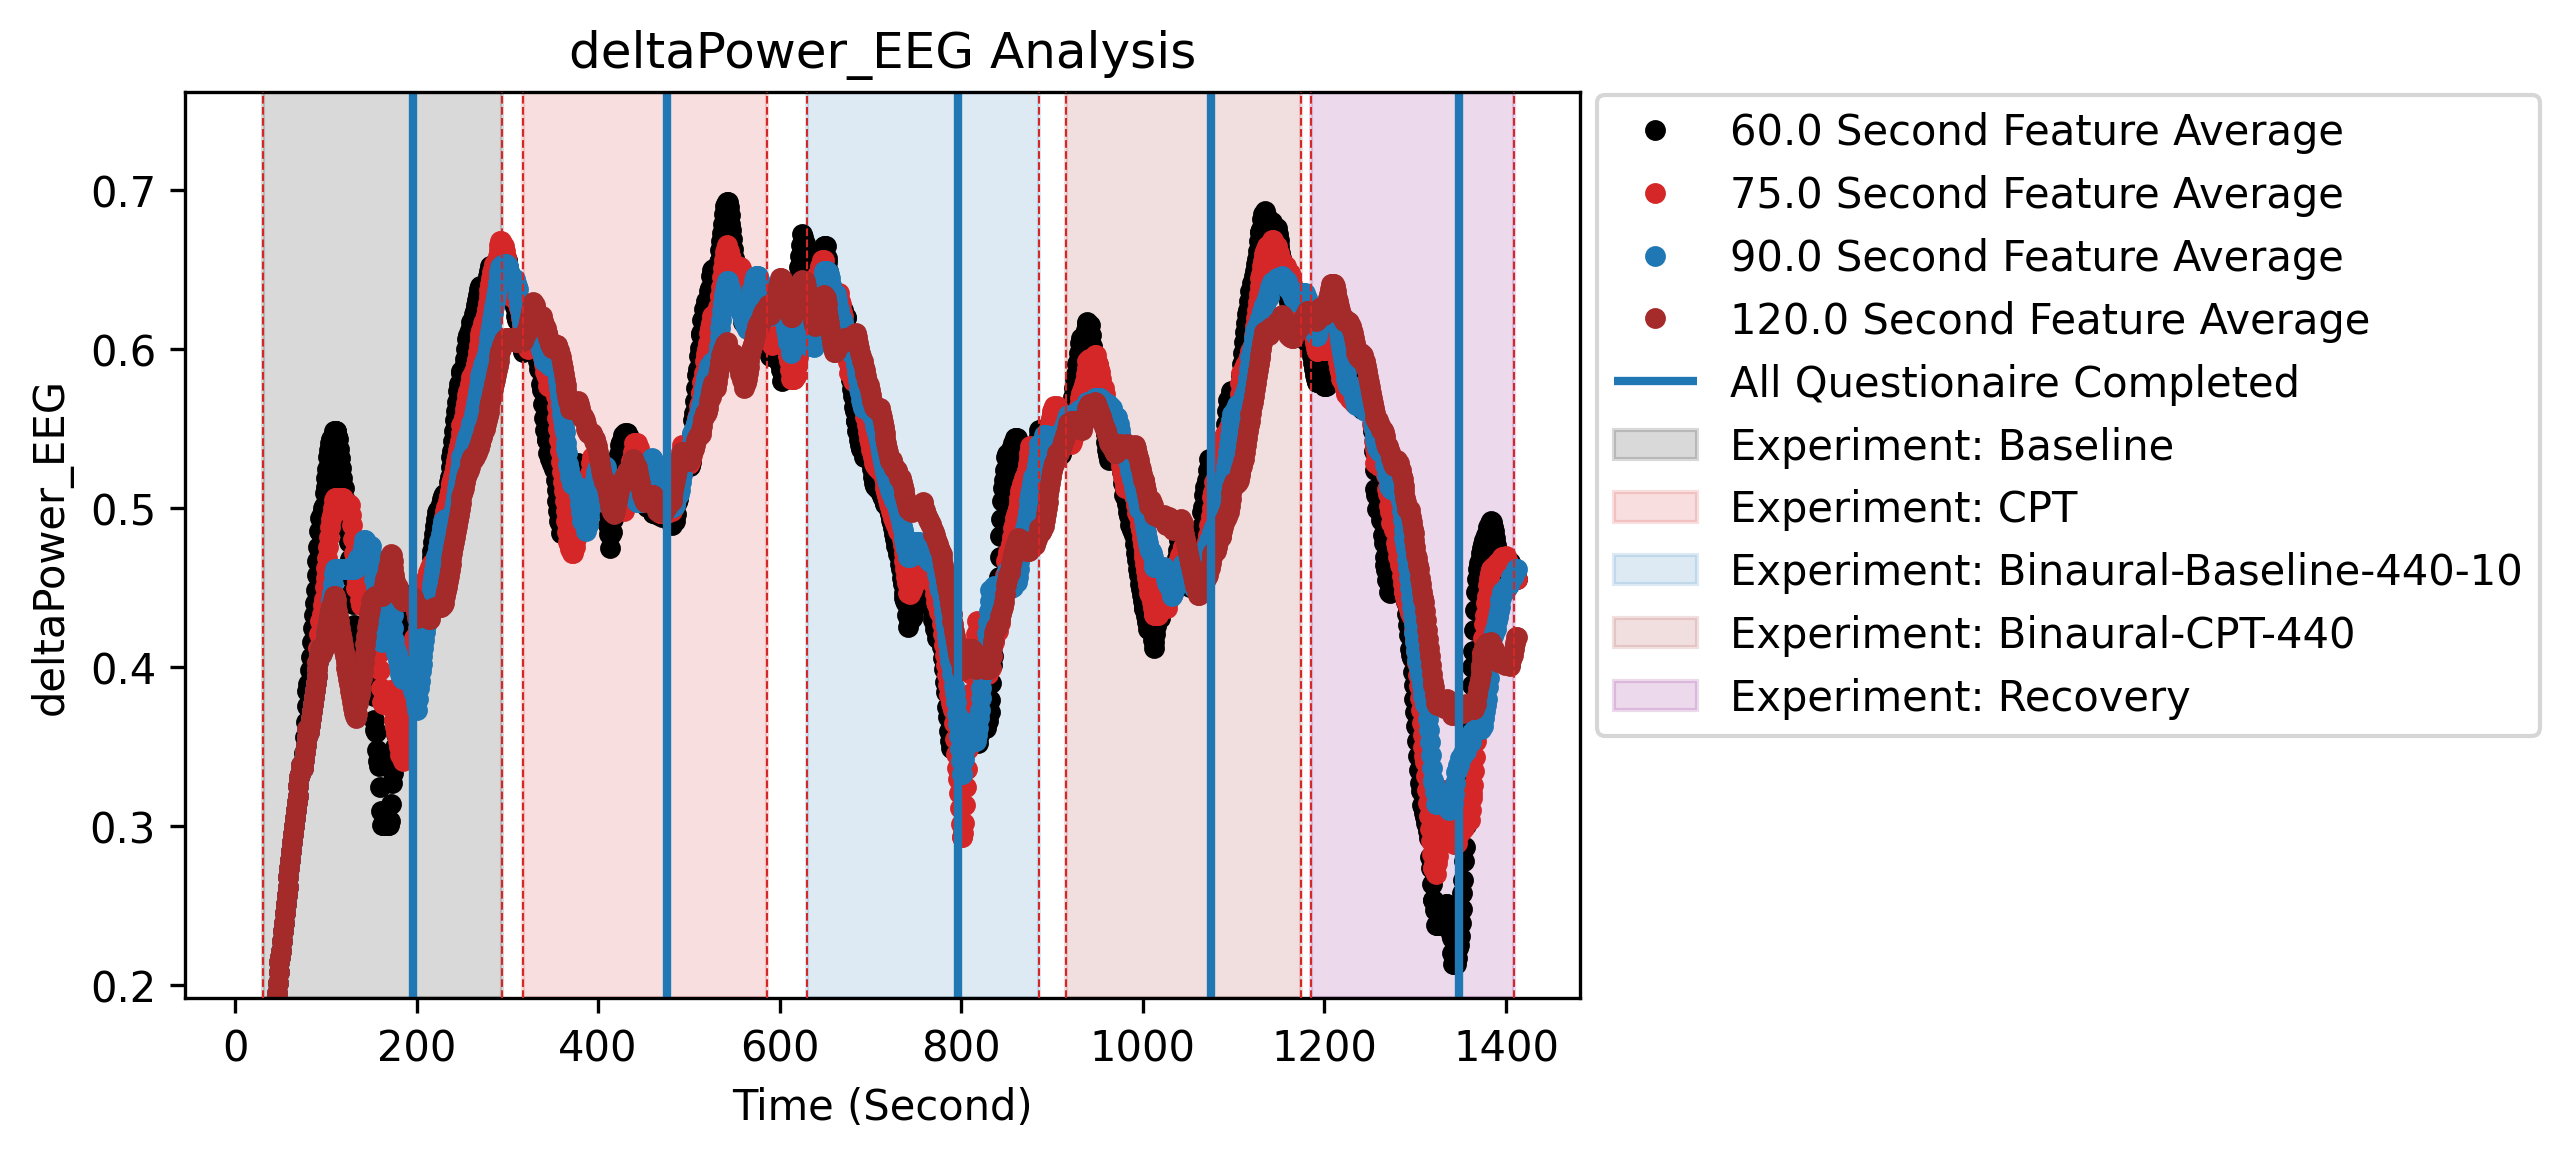 deltaPower_EEG Analysis
deltaPower_EEG
0.7
0.6
0.5
0.4
0.3
0.2
0
200
400
600
800
1000
1200
1400
Time (Second)
60.0 Second Feature Average
75.0 Second Feature Average
90.0 Second Feature Average
120.0 Second Feature Average
All Questionaire Completed
Experiment: Baseline
Experiment: CPT
Experiment: Binaural-Baseline-440-10
Experiment: Binaural-CPT-440
Experiment: Recovery